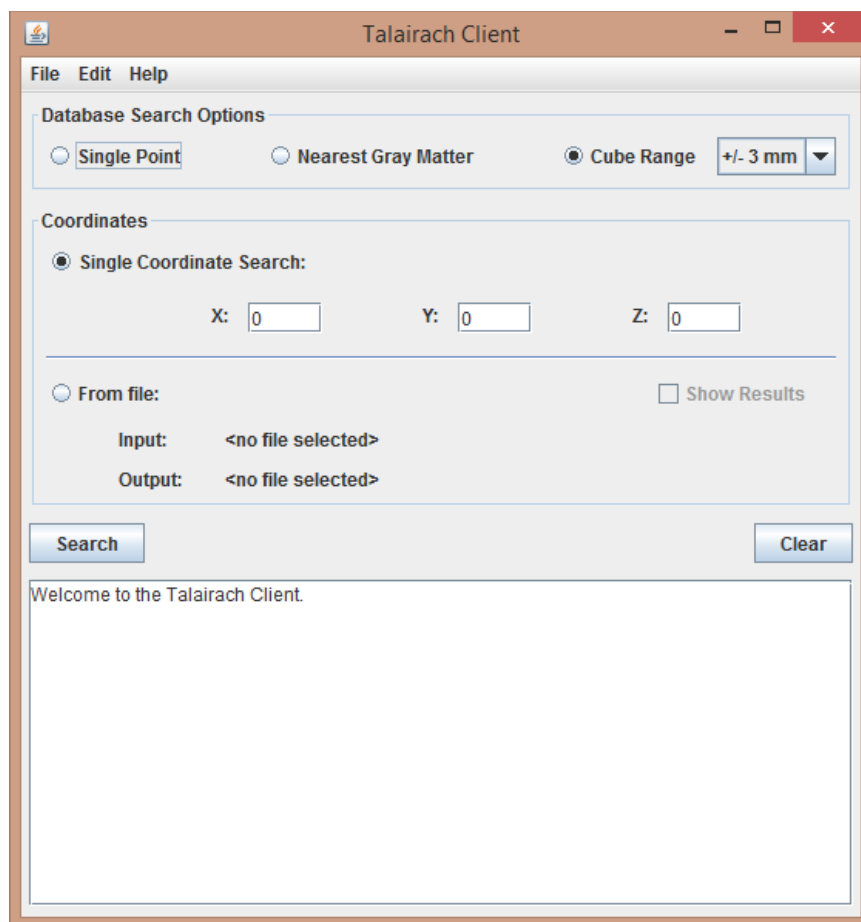 Talairach Client
File Edit Help
Database Search Options
Single Point Nearest Gray Matter Cube Range +/- 3 mm
Coordinates
Single Coordinate Search:
X: 0 Y: 0 Z: 0
From file: Show Results
Input: <no file selected>
Output: <no file selected>
Search Clear
Welcome to the Talairach Client.